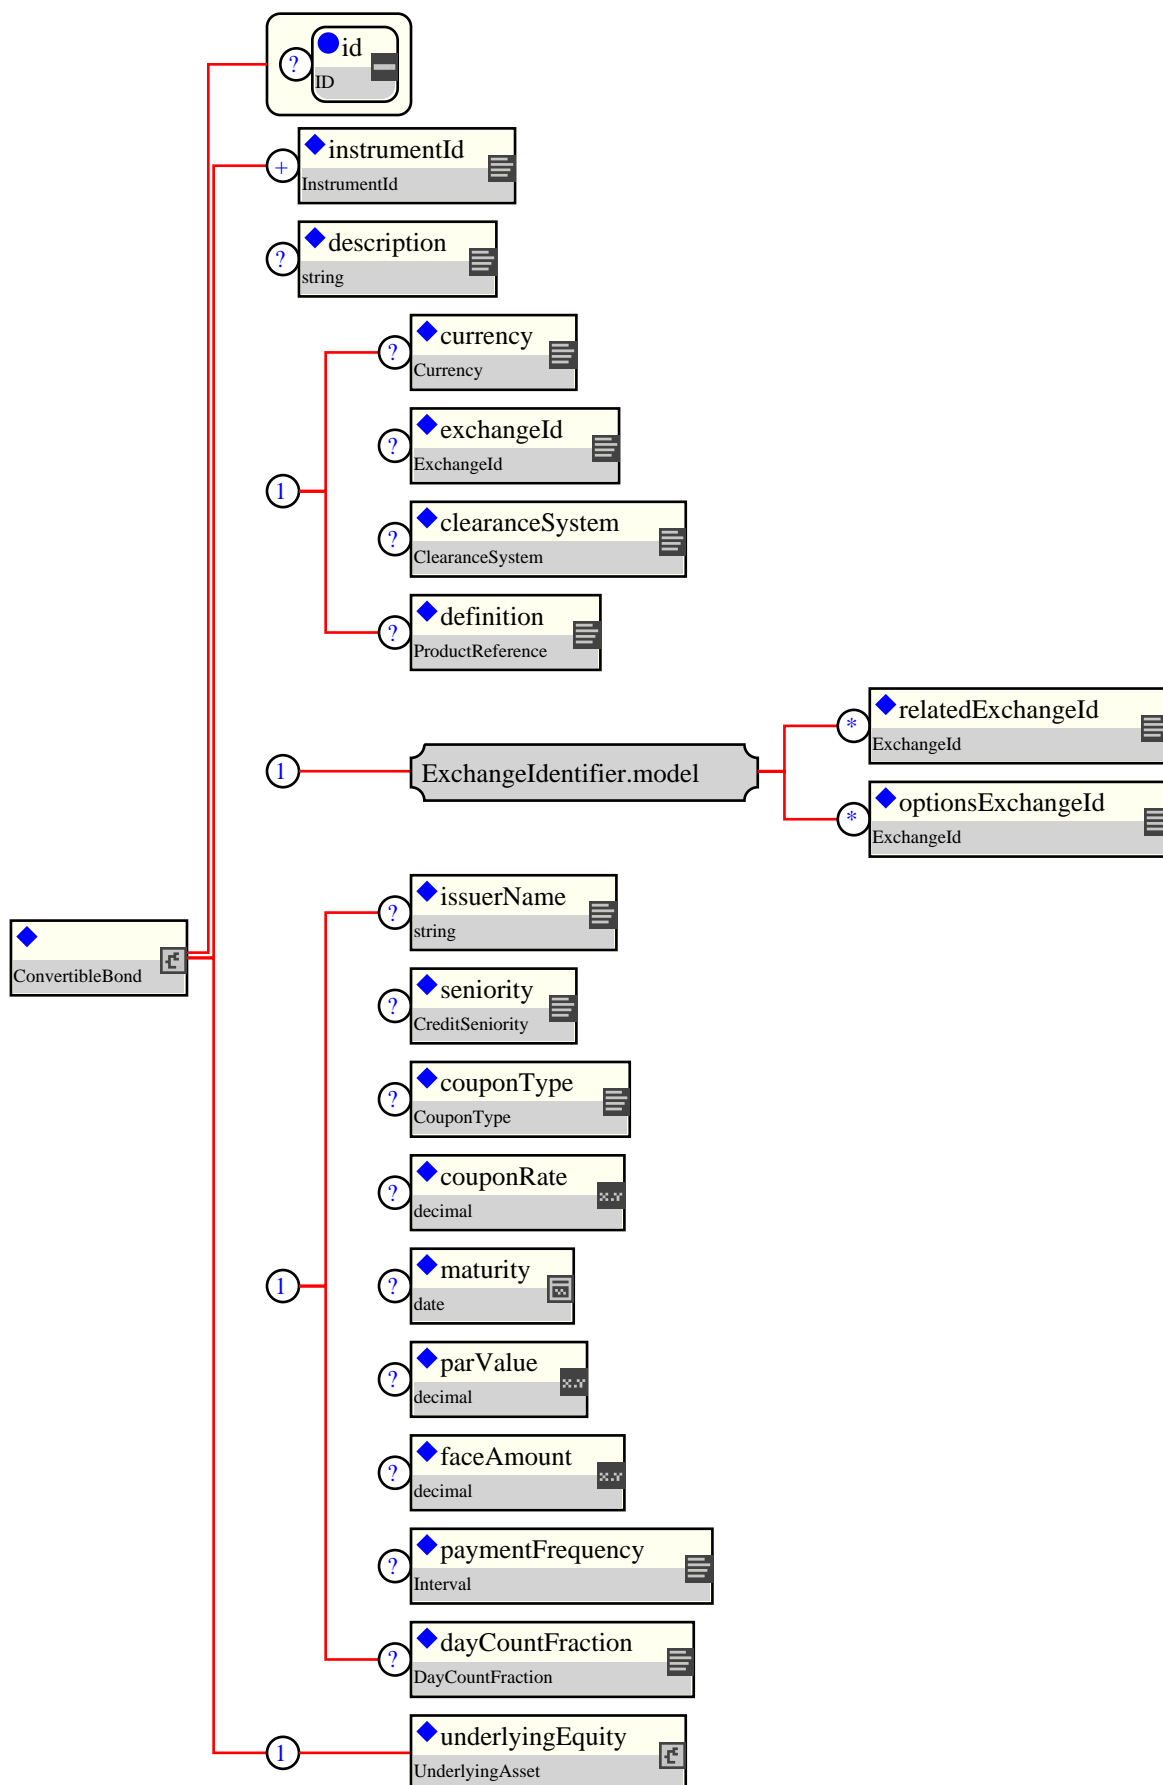 ?
id
ID
+
instrumentId
InstrumentId
?
description
string
?
currency
Currency
?
exchangeId
ExchangeId
1
?
clearanceSystem
ClearanceSystem
?
definition
ProductReference
*
relatedExchangeId
ExchangeId
1
ExchangeIdentifier.model
*
optionsExchangeId
ExchangeId
?
issuerName
string
ConvertibleBond
?
seniority
CreditSeniority
?
couponType
CouponType
?
couponRate
decimal
x.y
1
?
maturity
date
?
parValue
decimal
x.y
?
faceAmount
decimal
x.y
?
paymentFrequency
Interval
?
dayCountFraction
DayCountFraction
1
underlyingEquity
UnderlyingAsset